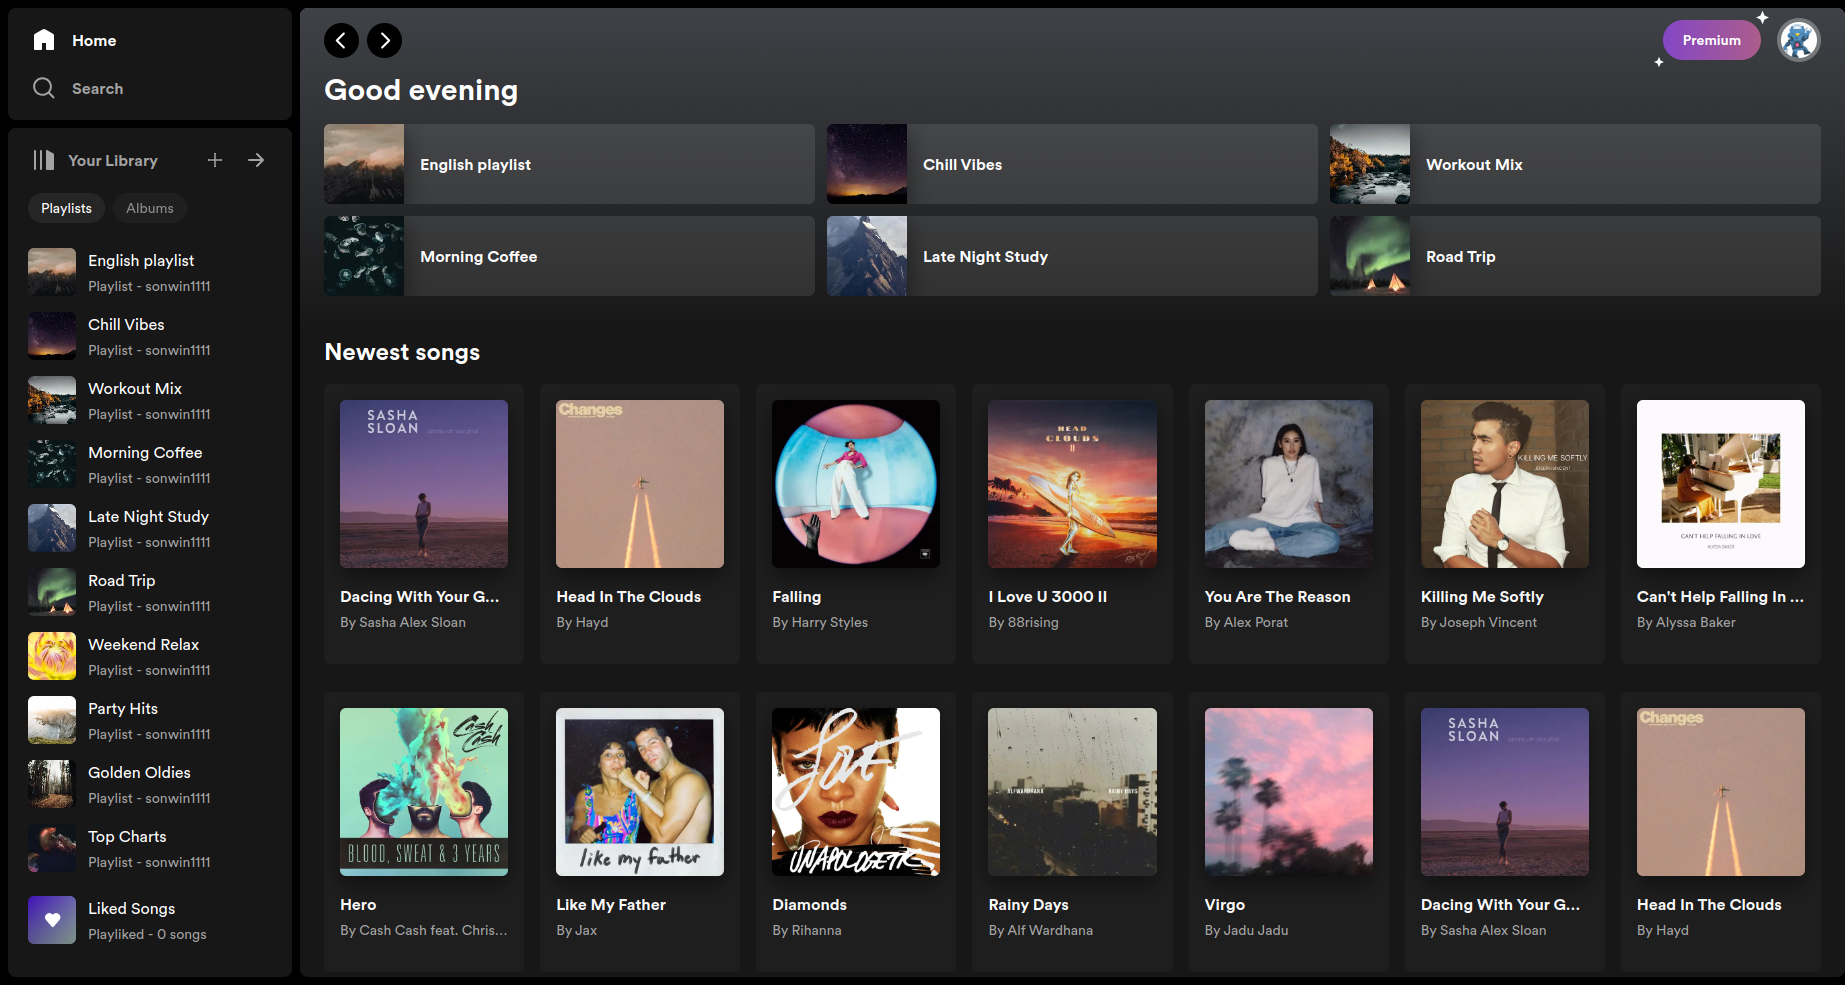 Home
Search
Your Library
Playlists
Albums
English playlist
Playlist - sonwin1111
Chill Vibes
Playlist - sonwin1111
Workout Mix
Playlist - sonwin1111
Morning Coffee
Playlist - sonwin1111
Late Night Study
Playlist - sonwin1111
Road Trip
Playlist - sonwin1111
Weekend Relax
Playlist - sonwin1111
Party Hits
Playlist - sonwin1111
Golden Oldies
Playlist - sonwin1111
Top Charts
Playlist - sonwin1111
Liked Songs
Playliked - 0 songs
Premium
Good evening
English playlist
Chill Vibes
Workout Mix
Morning Coffee
Late Night Study
Road Trip
Newest songs
SASHA
SLOAN
Dacing With Your G...
By Sasha Alex Sloan
Changes
Head In The Clouds
By Hayd
Falling
By Harry Styles
HEAD
CLOUDS
II
I Love U 3000 II
By 88rising
You Are The Reason
By Alex Porat
KILLING ME SOFTLY
JOSEPH VINCENT
Killing Me Softly
By Joseph Vincent
CAN'T HELP FALLING IN LOVE
ALYSSA BAKER
Can't Help Falling In ...
By Alyssa Baker
Cash
Cash
BLOOD, SWEAT & 3 YEARS
Hero
By Cash Cash feat. Chris...
like my father
Like My Father
By Jax
Love
UNAPOLOGETIC
Diamonds
By Rihanna
ALFWARDHANA
RAINY DAYS
Rainy Days
By Alf Wardhana
Virgo
By Jadu Jadu
SASHA
SLOAN
Dacing With Your G...
By Sasha Alex Sloan
Changes
Head In The Clouds
By Hayd